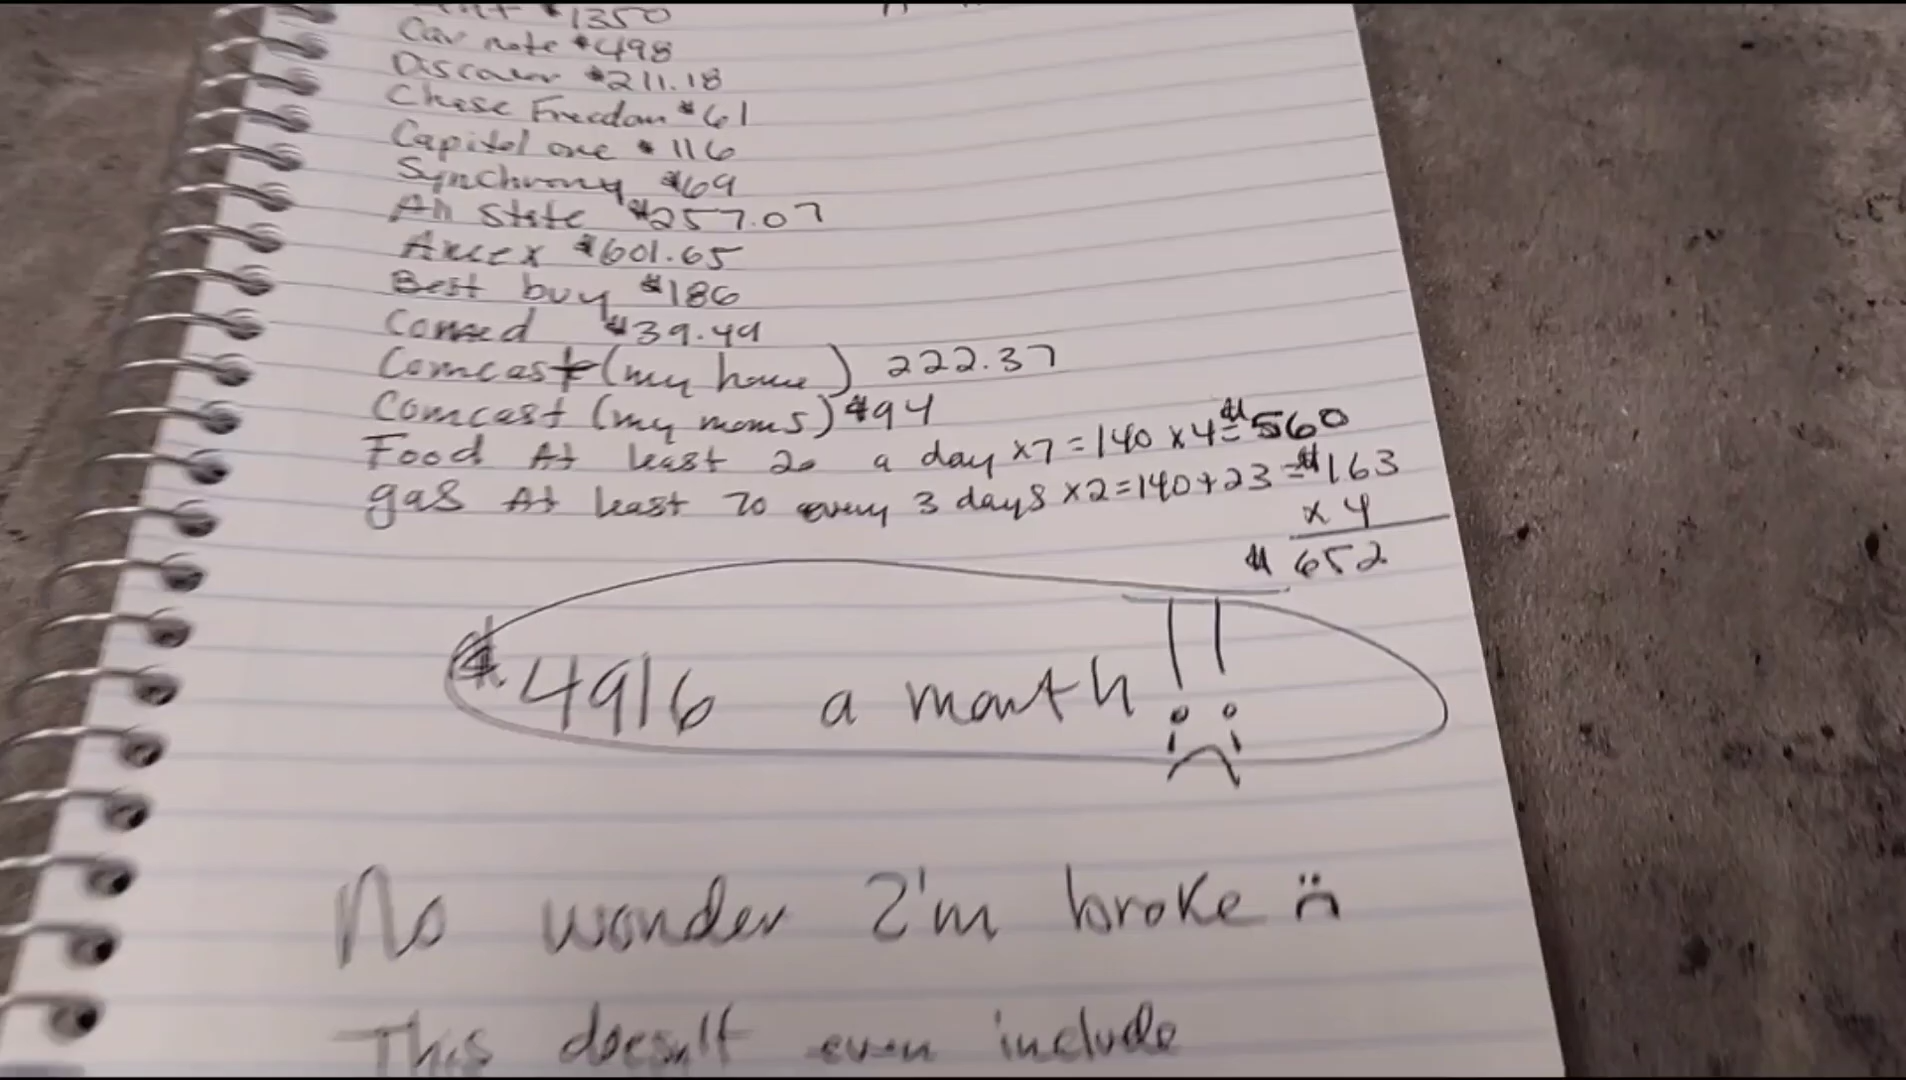 $1350
Car note $498
Discover $211.18
Chase Freedom $61
Capitol one $116
Synchrony $69
All State $257.07
Amex $601.65
Best buy $186
Comed $39.49
Comcast (my home) 222.37
Comcast (my moms) $94
Food At least 20 a day x7=140 x4= $560
gas At least 70 every 3 days x2=140+23 = $163
x 4
$ 652
$4916 a month!!
No wonder I'm broke :(
This doesn't even include